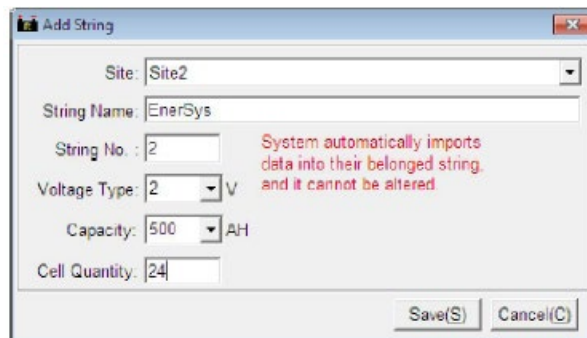 Add String
Site: Site2
String Name: EnerSys
String No. : 2
System automatically imports
data into their belonged string,
and it cannot be altered
Voltage Type: 2 V
Capacity: 500 AH
Cell Quantity: 24
Save(S) Cancel(C)